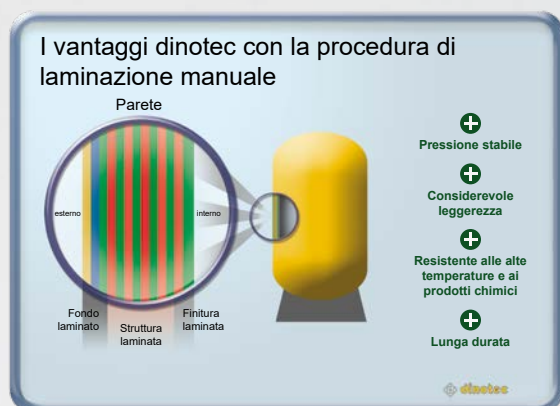 I vantaggi dinotec con la procedura di
laminazione manuale
Parete
esterno
interno
Fondo
laminato
Struttura
laminata
Finitura
laminata
Pressione stabile
Considerevole
leggerezza
Resistente alle alte
temperature e ai
prodotti chimici
Lunga durata
dinotec